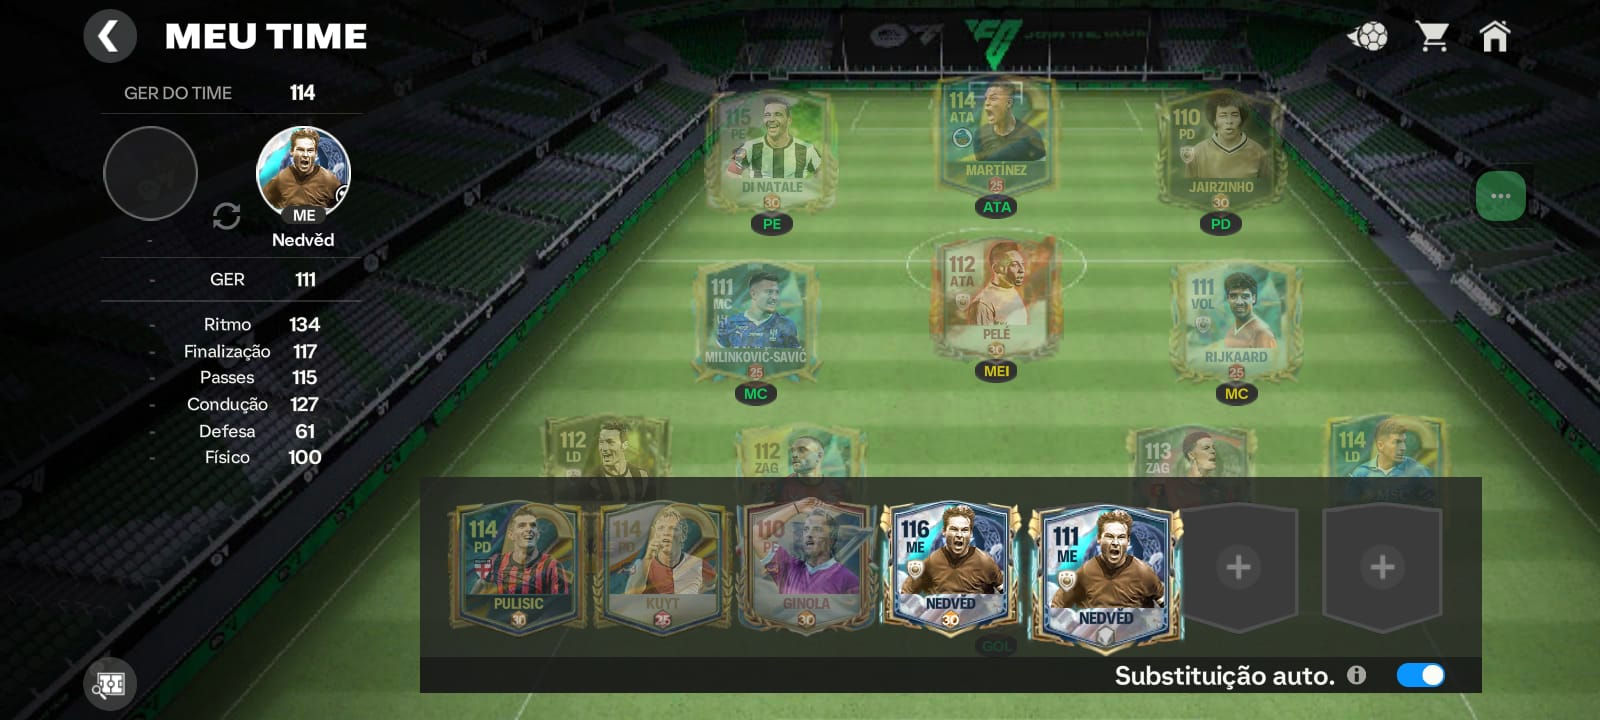 MEU TIME
GER DO TIME 114
ME
Nedvěd
- GER 111
- Ritmo 134
- Finalização 117
- Passes 115
- Condução 127
- Defesa 61
- Físico 100
115
PE
DI NATALE
30
PE
114
ATA
MARTÍNEZ
25
ATA
110
PD
JAIRZINHO
30
PD
111
MC
MILINKOVIĆ-SAVIĆ
25
MC
112
ATA
PELÉ
30
MEI
111
VOL
RIJKAARD
25
MC
112
LD
112
ZAG
113
ZAG
114
LD
114
PD
PULISIC
30
114
PD
KUYT
25
110
PE
GINOLA
30
116
ME
NEDVĚD
30
111
ME
NEDVĚD
GOL
Substituição auto.